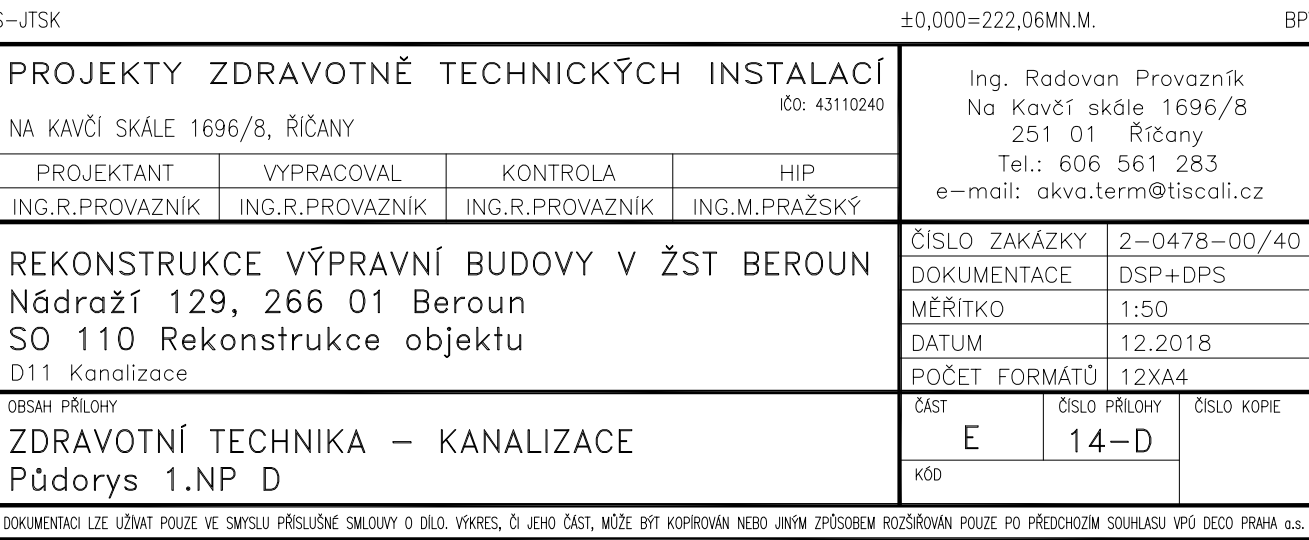 S-JTSK ±0,000=222,06MN.M. BP
PROJEKTY ZDRAVOTNĚ TECHNICKÝCH INSTALACÍ
IČO: 43110240
NA KAVČÍ SKÁLE 1696/8, ŘÍČANY
Ing. Radovan Provazník
Na Kavčí skále 1696/8
251 01 Říčany
Tel.: 606 561 283
e-mail: akva.term@tiscali.cz
PROJEKTANT VYPRACOVAL KONTROLA HIP
ING.R.PROVAZNÍK ING.R.PROVAZNÍK ING.R.PROVAZNÍK ING.M.PRAŽSKÝ
REKONSTRUKCE VÝPRAVNÍ BUDOVY V ŽST BEROUN
Nádraží 129, 266 01 Beroun
SO 110 Rekonstrukce objektu
D11 Kanalizace
ČÍSLO ZAKÁZKY 2-0478-00/40
DOKUMENTACE DSP+DPS
MĚŘÍTKO 1:50
DATUM 12.2018
POČET FORMÁTŮ 12XA4
OBSAH PŘÍLOHY
ZDRAVOTNÍ TECHNIKA - KANALIZACE
Půdorys 1.NP D
ČÁST ČÍSLO PŘÍLOHY ČÍSLO KOPIE
E 14-D
KÓD
DOKUMENTACI LZE UŽÍVAT POUZE VE SMYSLU PŘÍSLUŠNÉ SMLOUVY O DÍLO. VÝKRES, ČI JEHO ČÁST, MŮŽE BÝT KOPÍROVÁN NEBO JINÝM ZPŮSOBEM ROZŠIŘOVÁN POUZE PO PŘEDCHOZÍM SOUHLASU VPÚ DECO PRAHA a.s.